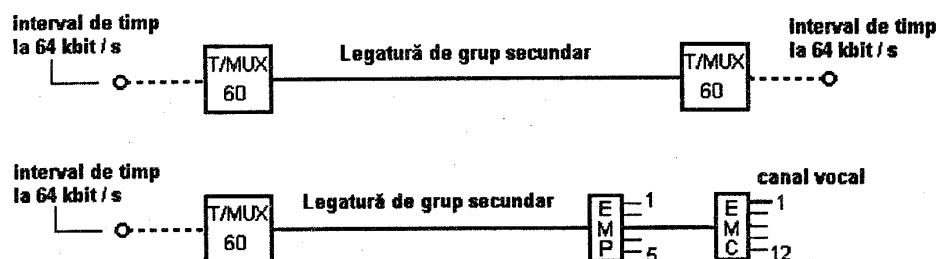 interval de timp
la 64 kbit / s
T/MUX
60
Legatură de grup secundar
T/MUX
60
interval de timp
la 64 kbit / s
interval de timp
la 64 kbit / s
T/MUX
60
Legatură de grup secundar
E
M
P
1
5
E
M
C
canal vocal
1
12